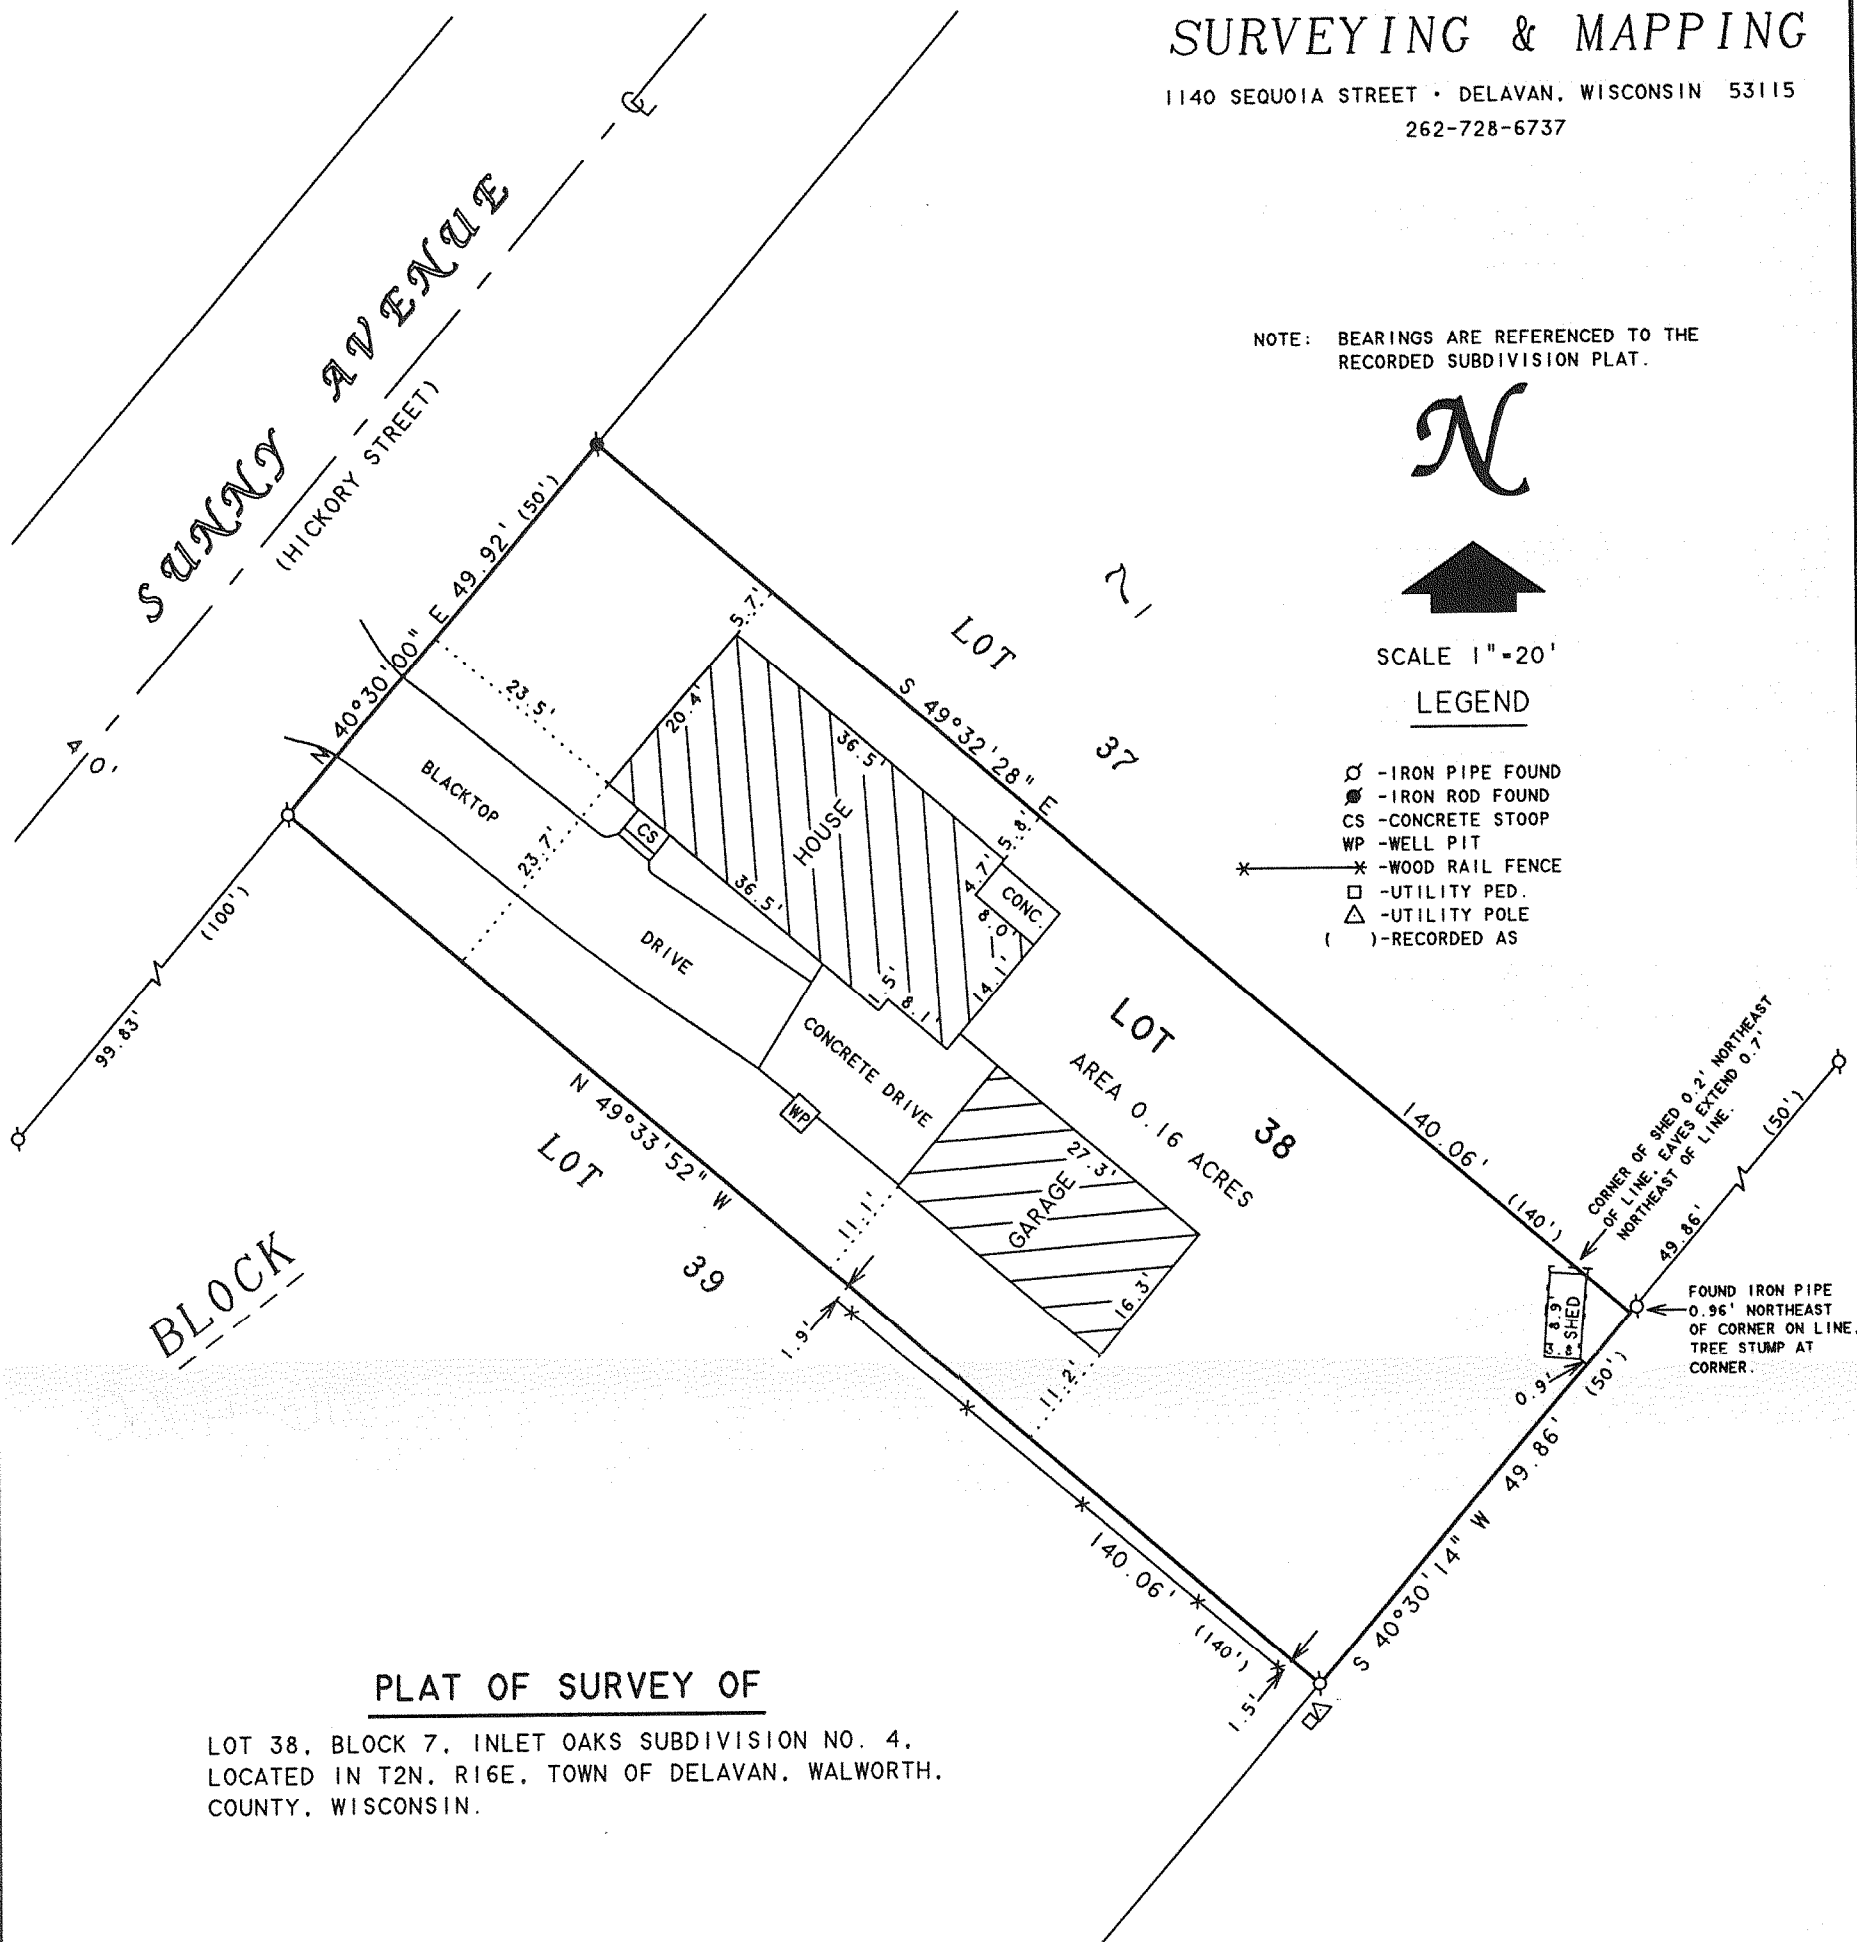 SURVEYING & MAPPING
1140 SEQUOIA STREET · DELAVAN, WISCONSIN 53115
262-728-6737
NOTE: BEARINGS ARE REFERENCED TO THE
RECORDED SUBDIVISION PLAT.
N
SCALE 1"=20'
LEGEND
-IRON PIPE FOUND
-IRON ROD FOUND
CS -CONCRETE STOOP
WP -WELL PIT
-WOOD RAIL FENCE
-UTILITY PED.
-UTILITY POLE
( )-RECORDED AS
SUNNY AVENUE
(HICKORY STREET)
CL
40'
N 40°30'00" E 49.92' (50')
(100')
99.83'
LOT
37
S 49°32'28" E
140.06'
(140')
5.7'
23.5'
20.4'
36.5'
HOUSE
CS
36.5'
5.8'
4.7'
CONC.
8.0'
14.1'
1.5'
8.1'
BLACKTOP
DRIVE
23.7'
CONCRETE DRIVE
WP
LOT
38
AREA 0.16 ACRES
27.3'
GARAGE
16.3'
11.1'
11.2'
N 49°33'52" W
140.06'
(140')
LOT
39
BLOCK
7
1.9'
1.5'
CORNER OF SHED 0.2' NORTHEAST
OF LINE, EAVES EXTEND 0.7'
NORTHEAST OF LINE.
49.86'
(50')
8.9'
SHED
3.8'
0.9'
FOUND IRON PIPE
0.96' NORTHEAST
OF CORNER ON LINE,
TREE STUMP AT
CORNER.
S 40°30'14" W 49.86'
(50')
PLAT OF SURVEY OF
LOT 38, BLOCK 7, INLET OAKS SUBDIVISION NO. 4,
LOCATED IN T2N, R16E, TOWN OF DELAVAN, WALWORTH,
COUNTY, WISCONSIN.